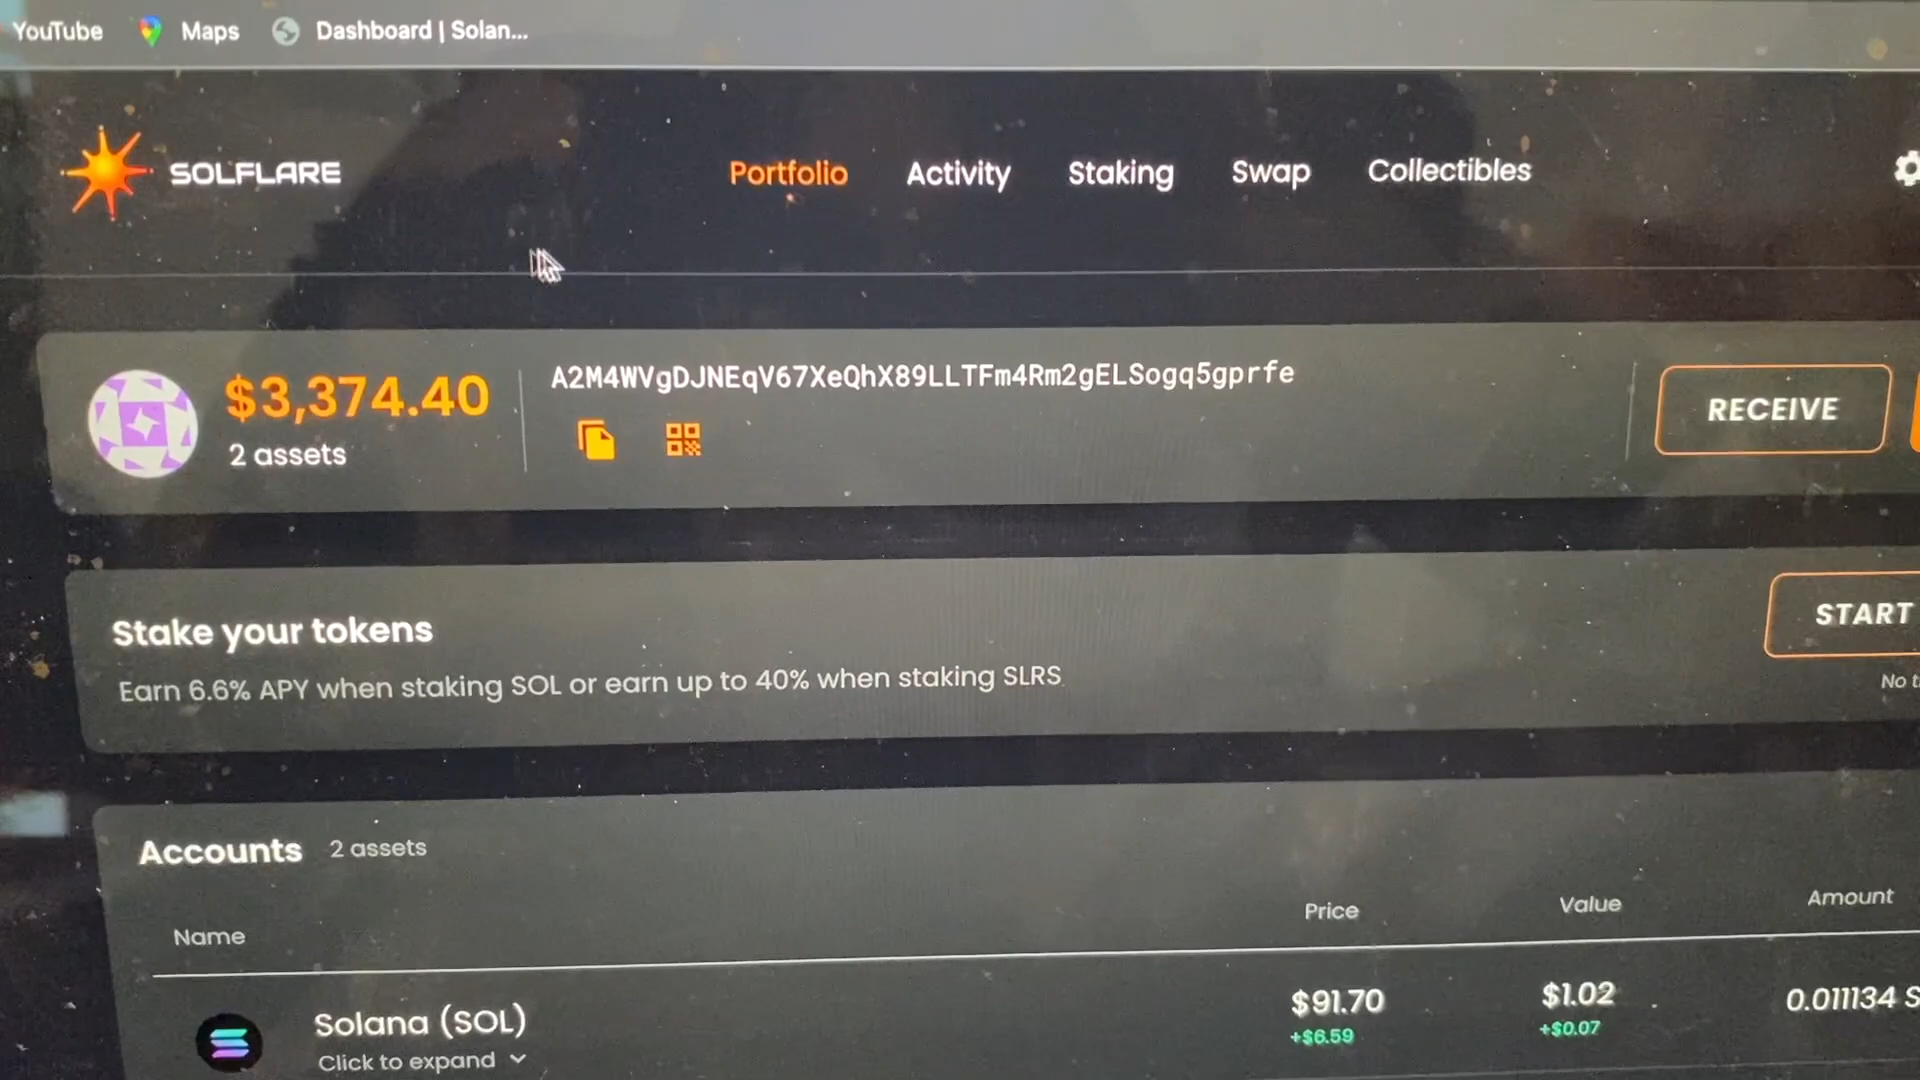 YouTube Maps Dashboard | Solan...
SOLFLARE Portfolio Activity Staking Swap Collectibles
$3,374.40
2 assets
A2M4WVgDJNEqV67XeQhX89LLTFm4Rm2gELSogq5gprfe
RECEIVE
Stake your tokens
Earn 6.6% APY when staking SOL or earn up to 40% when staking SLRS
START
No t
Accounts 2 assets
Name Price Value Amount
Solana (SOL) $91.70 $1.02 0.011134 S
Click to expand +$6.59 +$0.07